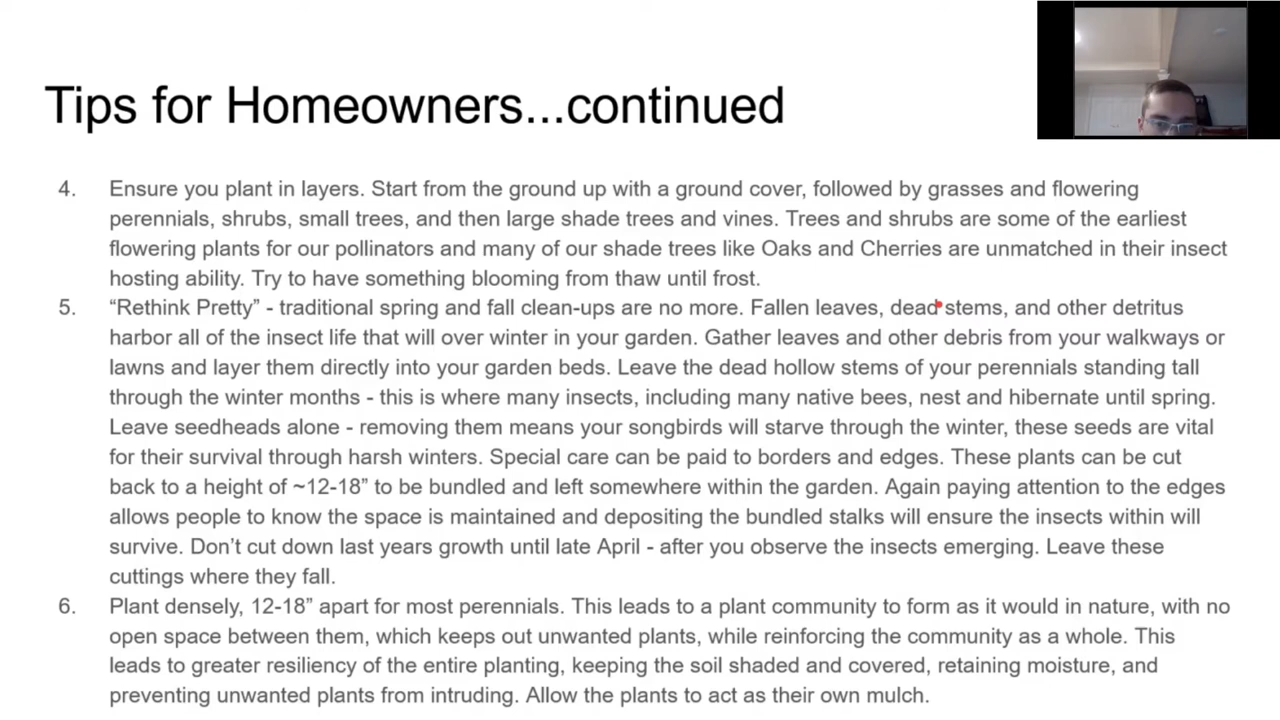 Tips for Homeowners...continued
4. Ensure you plant in layers. Start from the ground up with a ground cover, followed by grasses and flowering
perennials, shrubs, small trees, and then large shade trees and vines. Trees and shrubs are some of the earliest
flowering plants for our pollinators and many of our shade trees like Oaks and Cherries are unmatched in their insect
hosting ability. Try to have something blooming from thaw until frost.
5. “Rethink Pretty” - traditional spring and fall clean-ups are no more. Fallen leaves, dead stems, and other detritus
harbor all of the insect life that will over winter in your garden. Gather leaves and other debris from your walkways or
lawns and layer them directly into your garden beds. Leave the dead hollow stems of your perennials standing tall
through the winter months - this is where many insects, including many native bees, nest and hibernate until spring.
Leave seedheads alone - removing them means your songbirds will starve through the winter, these seeds are vital
for their survival through harsh winters. Special care can be paid to borders and edges. These plants can be cut
back to a height of ~12-18” to be bundled and left somewhere within the garden. Again paying attention to the edges
allows people to know the space is maintained and depositing the bundled stalks will ensure the insects within will
survive. Don’t cut down last years growth until late April - after you observe the insects emerging. Leave these
cuttings where they fall.
6. Plant densely, 12-18” apart for most perennials. This leads to a plant community to form as it would in nature, with no
open space between them, which keeps out unwanted plants, while reinforcing the community as a whole. This
leads to greater resiliency of the entire planting, keeping the soil shaded and covered, retaining moisture, and
preventing unwanted plants from intruding. Allow the plants to act as their own mulch.